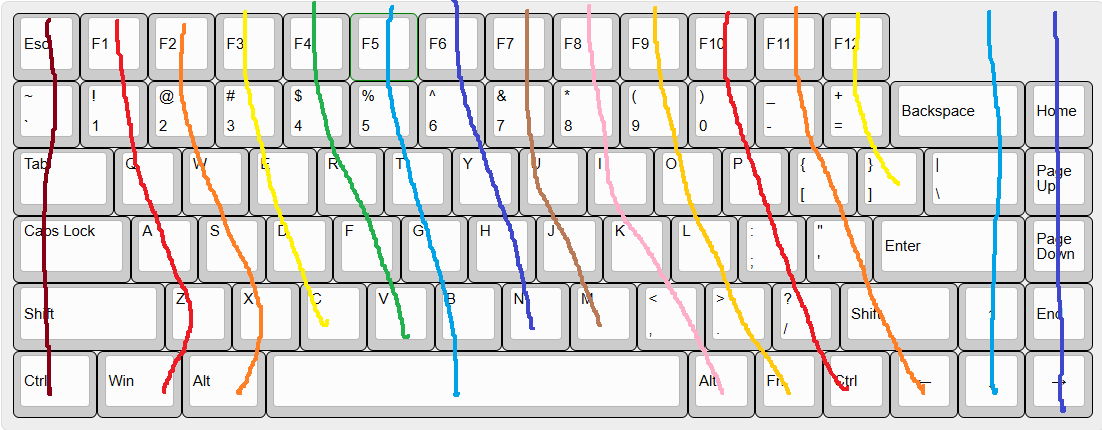 Esc F1 F2 F3 F4 F5 F6 F7 F8 F9 F10 F11 F12
~ ! @ # $ % ^ & * ( ) _ +
` 1 2 3 4 5 6 7 8 9 0 - = Backspace Home
Tab Q W E R T Y U I O P { } |
[ ] \ Page Up
Caps Lock A S D F G H J K L : "
; ' Enter Page Down
Shift Z X C V B N M < > ?
, . / Shift ↑ End
Ctrl Win Alt Alt Fn Ctrl ← ↓ →